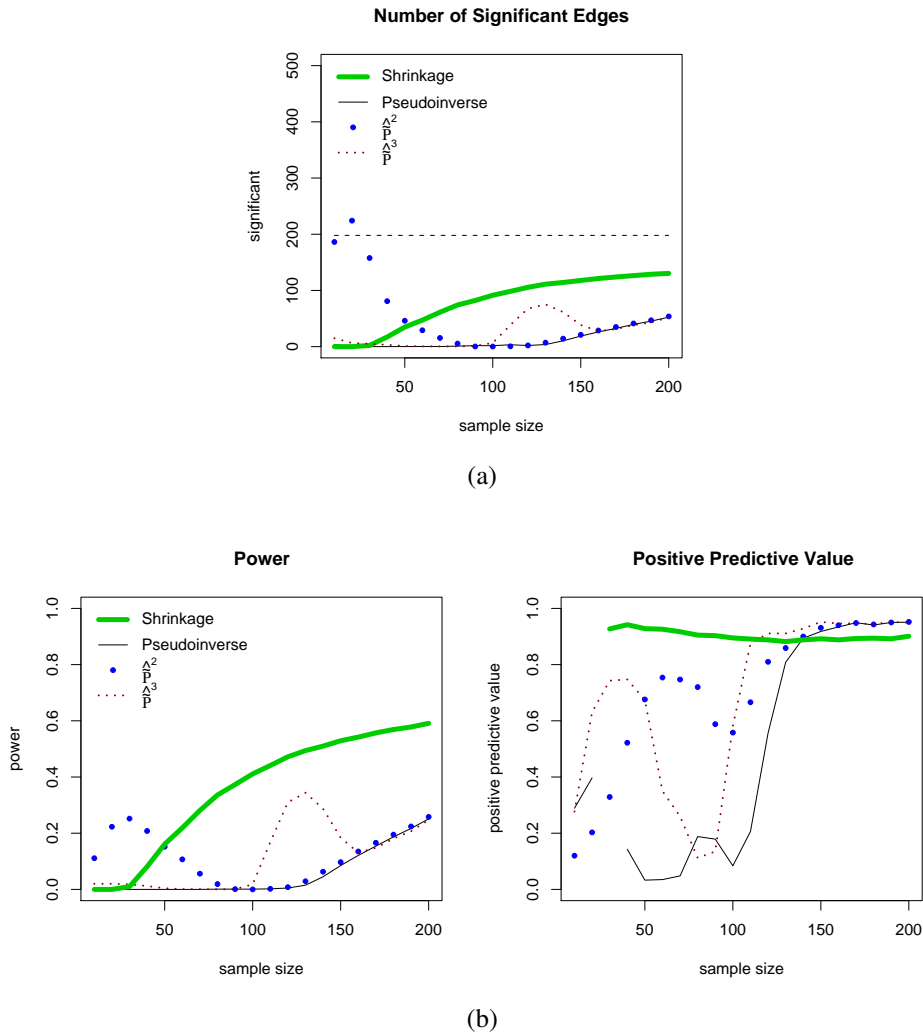 Number of Significant Edges
500
400
300
200
100
0
significant
Shrinkage
Pseudoinverse
P̃̂²
P̃̂³
50
100
150
200
sample size
(a)
Power
1.0
0.8
0.6
0.4
0.2
0.0
power
Shrinkage
Pseudoinverse
P̃̂²
P̃̂³
50
100
150
200
sample size
Positive Predictive Value
1.0
0.8
0.6
0.4
0.2
0.0
positive predictive value
50
100
150
200
sample size
(b)